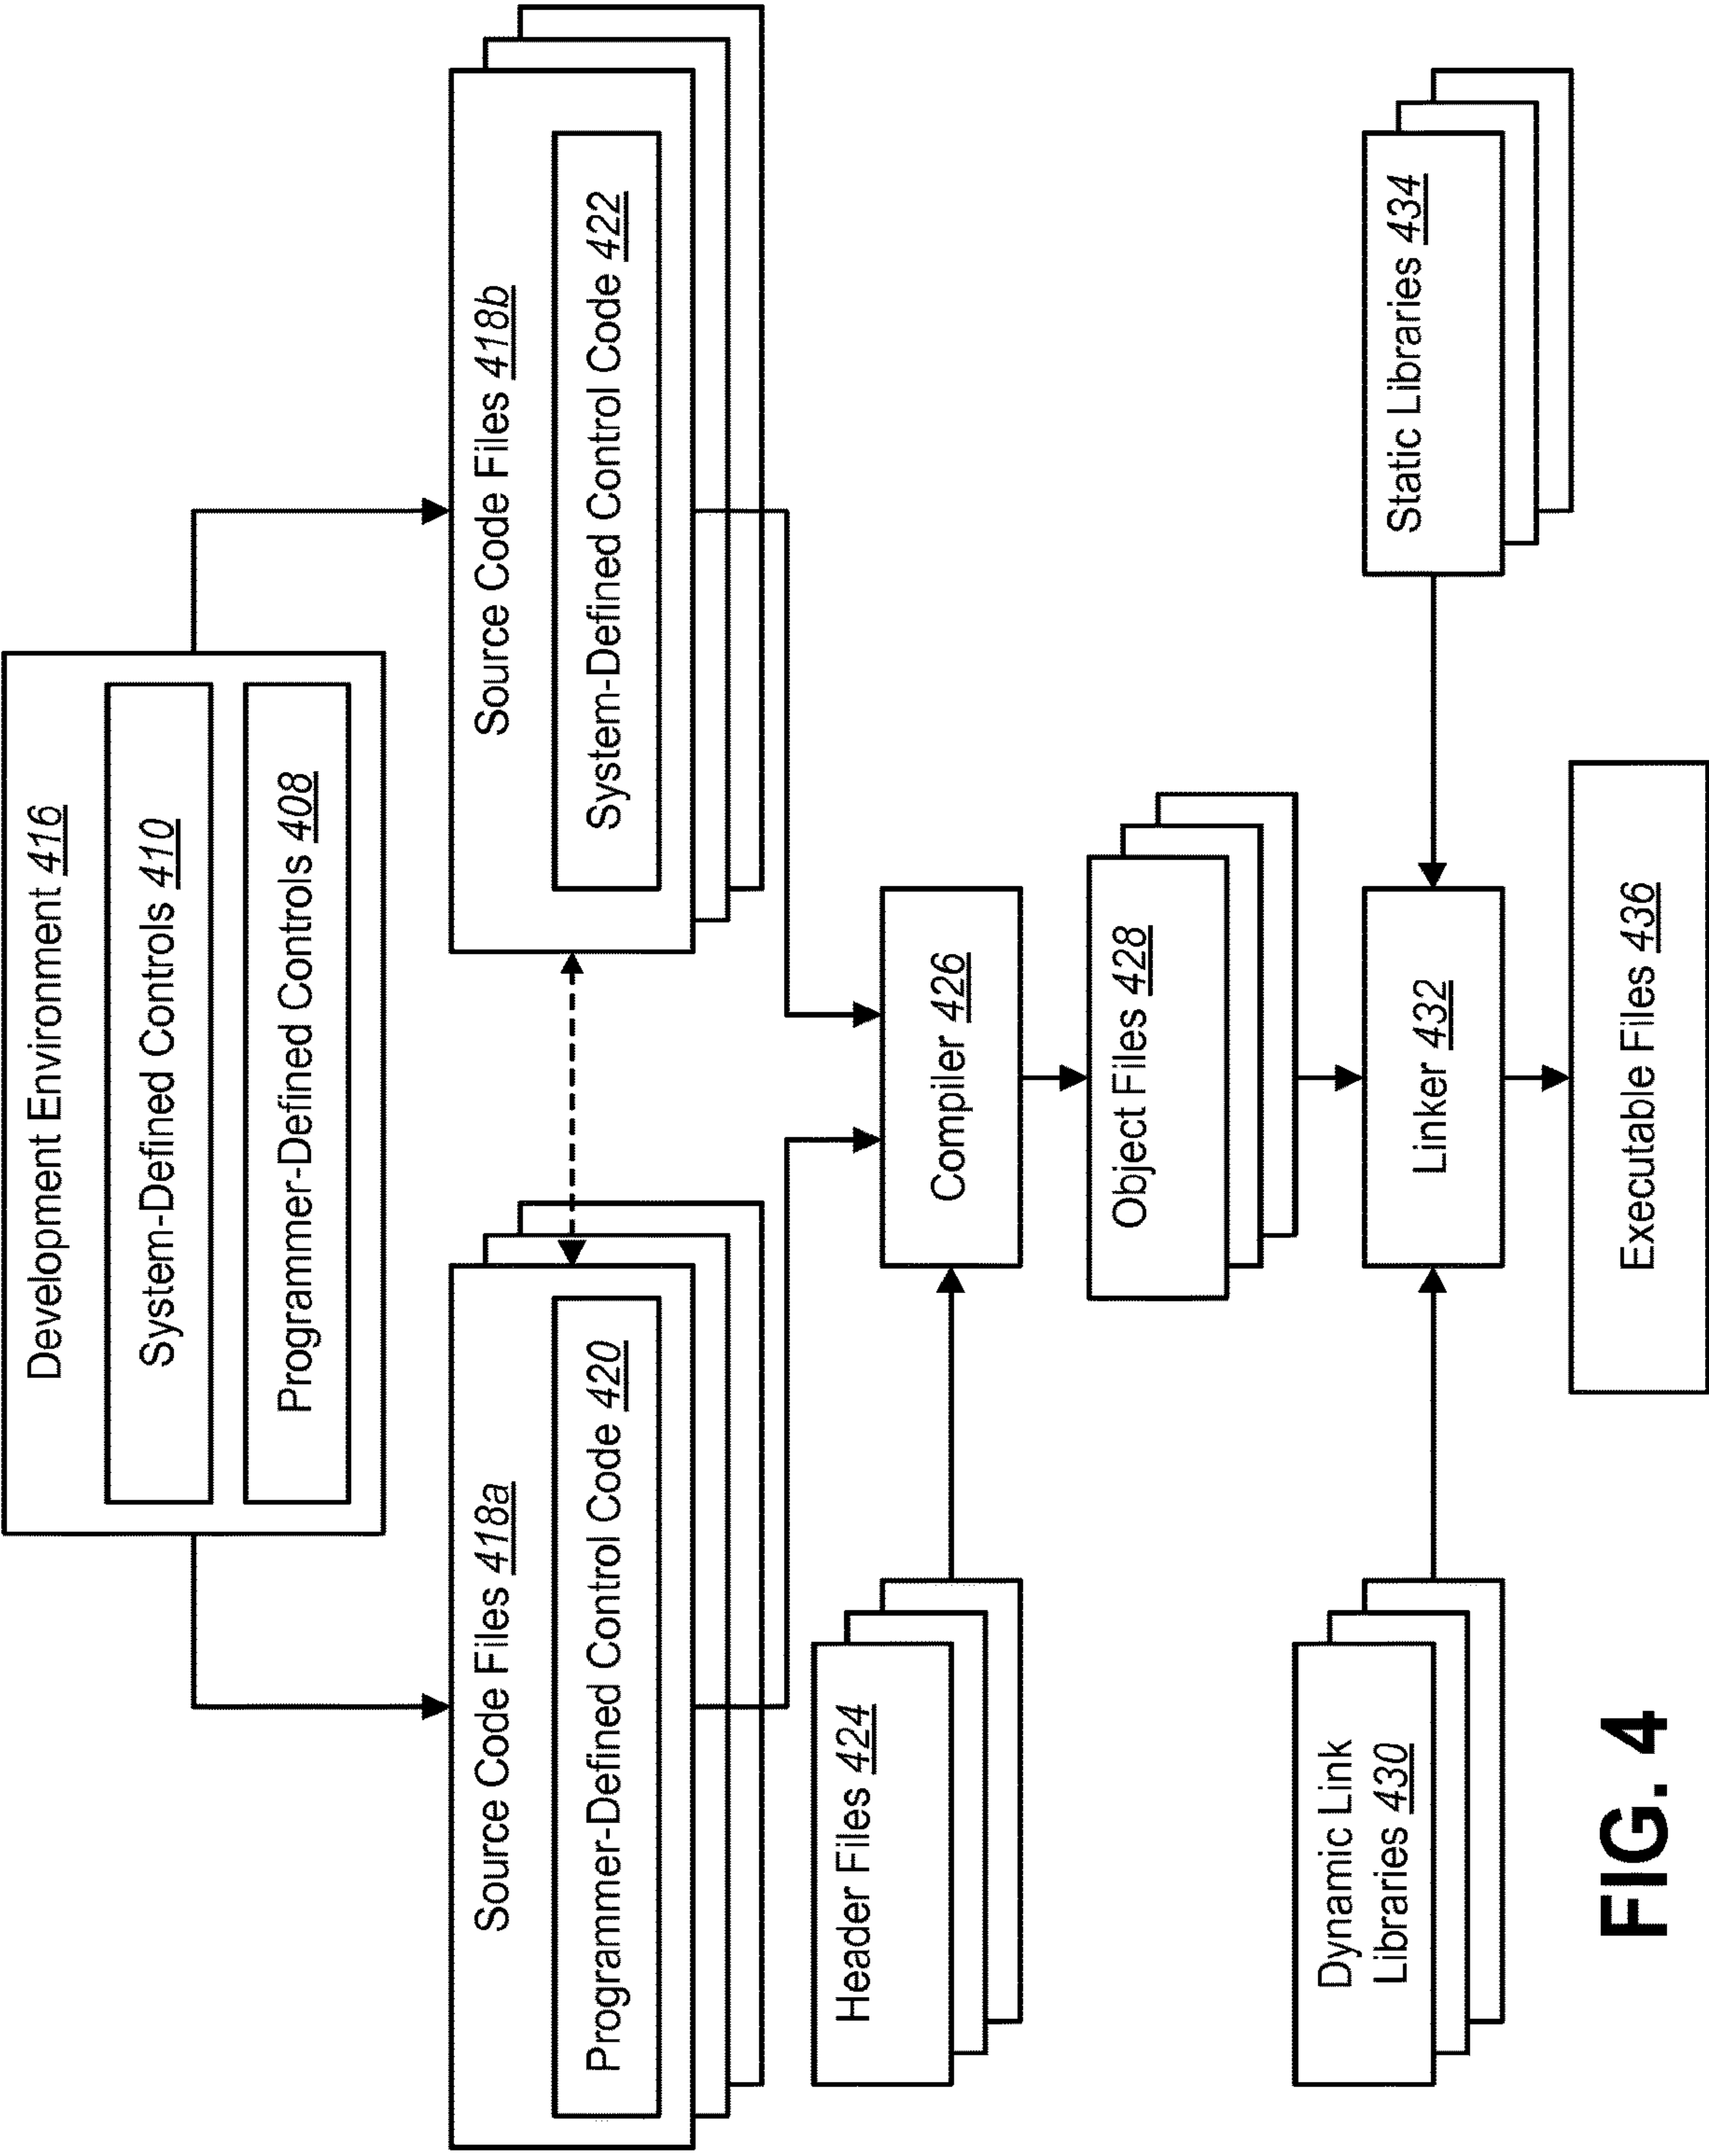 Development Environment 416
System-Defined Controls 410
Programmer-Defined Controls 408
Source Code Files 418a
Programmer-Defined Control Code 420
Source Code Files 418b
System-Defined Control Code 422
Header Files 424
Compiler 426
Object Files 428
Dynamic Link
Libraries 430
Linker 432
Static Libraries 434
Executable Files 436
FIG. 4